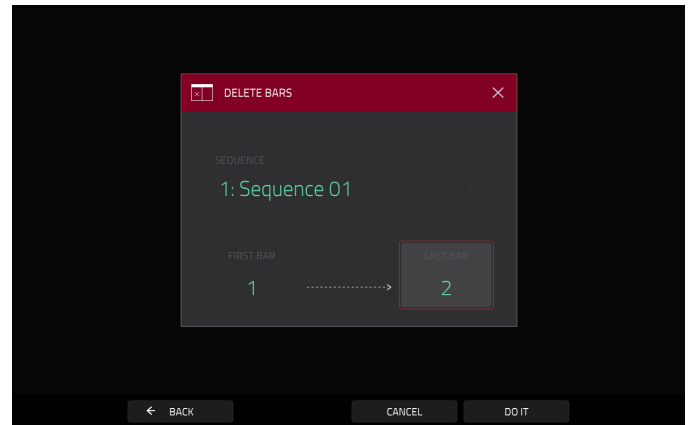 DELETE BARS
SEQUENCE
1: Sequence 01
FIRST BAR
LAST BAR
1
2
BACK
CANCEL
DO IT